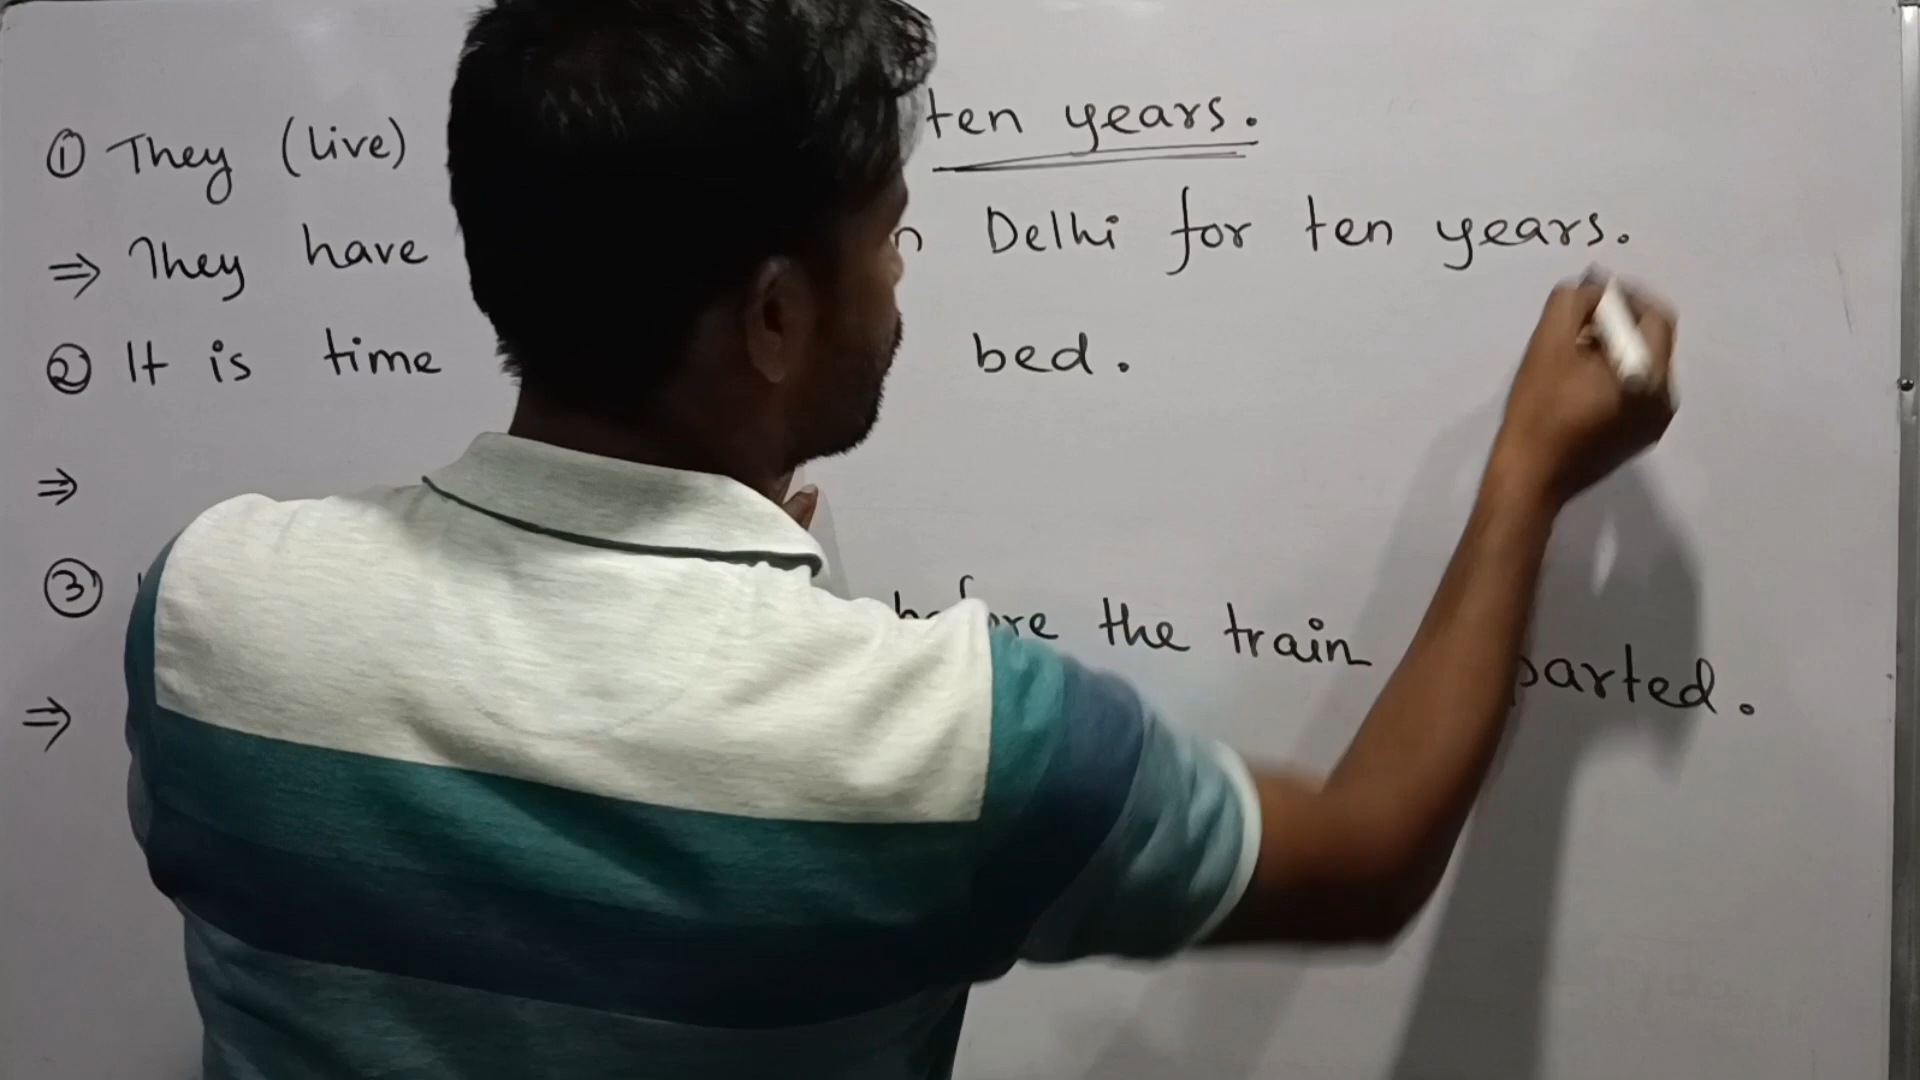 ① They (live) ten years.
⇒ They have Delhi for ten years.
② It is time bed.
⇒
③ before the train
⇒